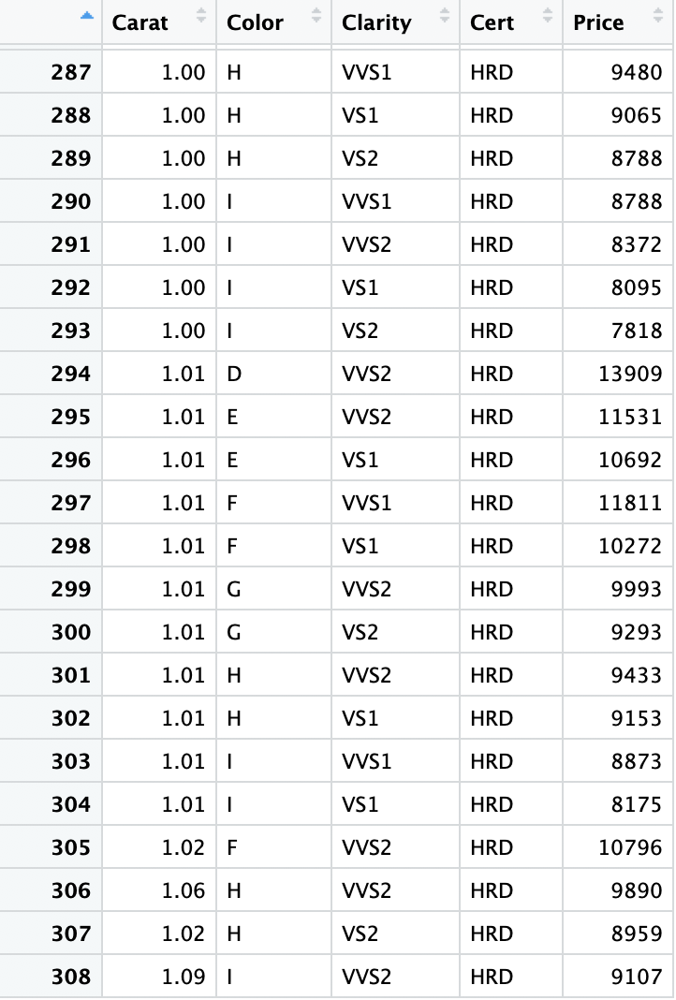 Carat Color Clarity Cert Price
287 1.00 H VVS1 HRD 9480
288 1.00 H VS1 HRD 9065
289 1.00 H VS2 HRD 8788
290 1.00 I VVS1 HRD 8788
291 1.00 I VVS2 HRD 8372
292 1.00 I VS1 HRD 8095
293 1.00 I VS2 HRD 7818
294 1.01 D VVS2 HRD 13909
295 1.01 E VVS2 HRD 11531
296 1.01 E VS1 HRD 10692
297 1.01 F VVS1 HRD 11811
298 1.01 F VS1 HRD 10272
299 1.01 G VVS2 HRD 9993
300 1.01 G VS2 HRD 9293
301 1.01 H VVS2 HRD 9433
302 1.01 H VS1 HRD 9153
303 1.01 I VVS1 HRD 8873
304 1.01 I VS1 HRD 8175
305 1.02 F VVS2 HRD 10796
306 1.06 H VVS2 HRD 9890
307 1.02 H VS2 HRD 8959
308 1.09 I VVS2 HRD 9107